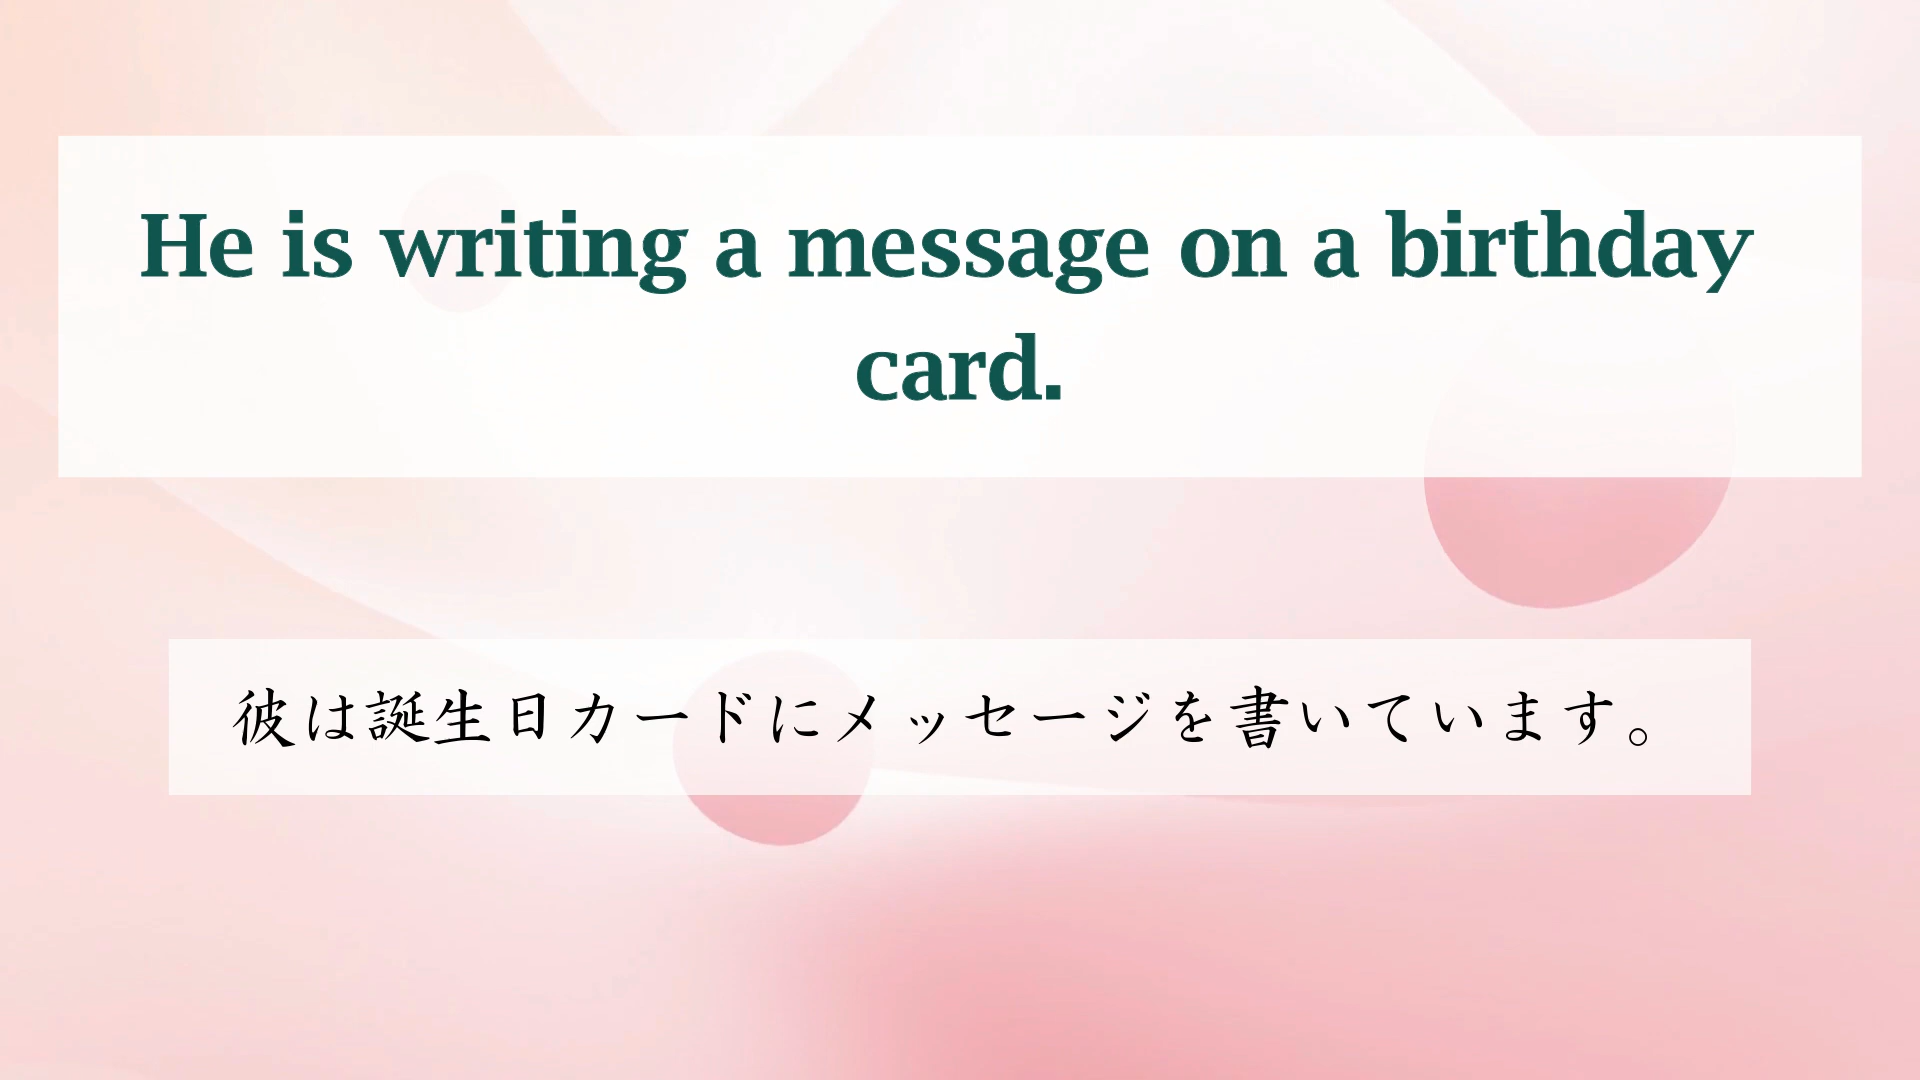 He is writing a message on a birthday
card.
彼は誕生日カードにメッセージを書いています。